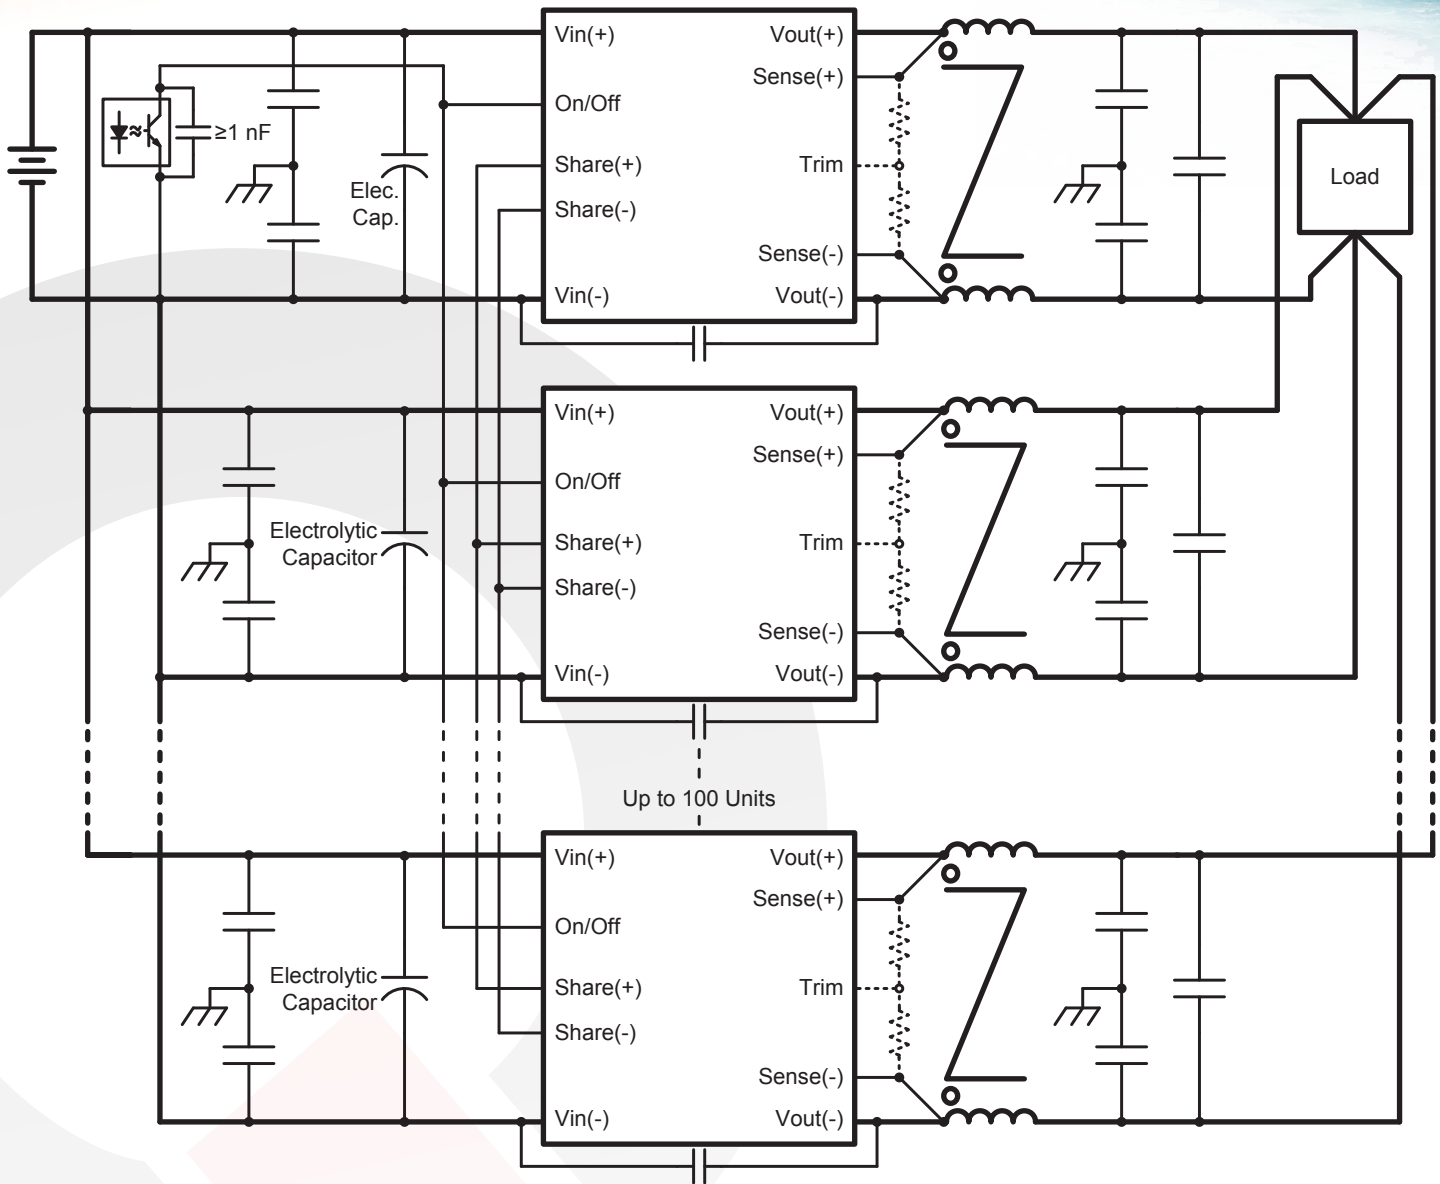 Vin(+)
Vout(+)
Sense(+)
On/Off
≥1 nF
Share(+)
Trim
Load
Elec.
Cap.
Share(-)
Sense(-)
Vin(-)
Vout(-)
Vin(+)
Vout(+)
Sense(+)
On/Off
Electrolytic
Capacitor
Share(+)
Trim
Share(-)
Sense(-)
Vin(-)
Vout(-)
Up to 100 Units
Vin(+)
Vout(+)
Sense(+)
On/Off
Electrolytic
Capacitor
Share(+)
Trim
Share(-)
Sense(-)
Vin(-)
Vout(-)